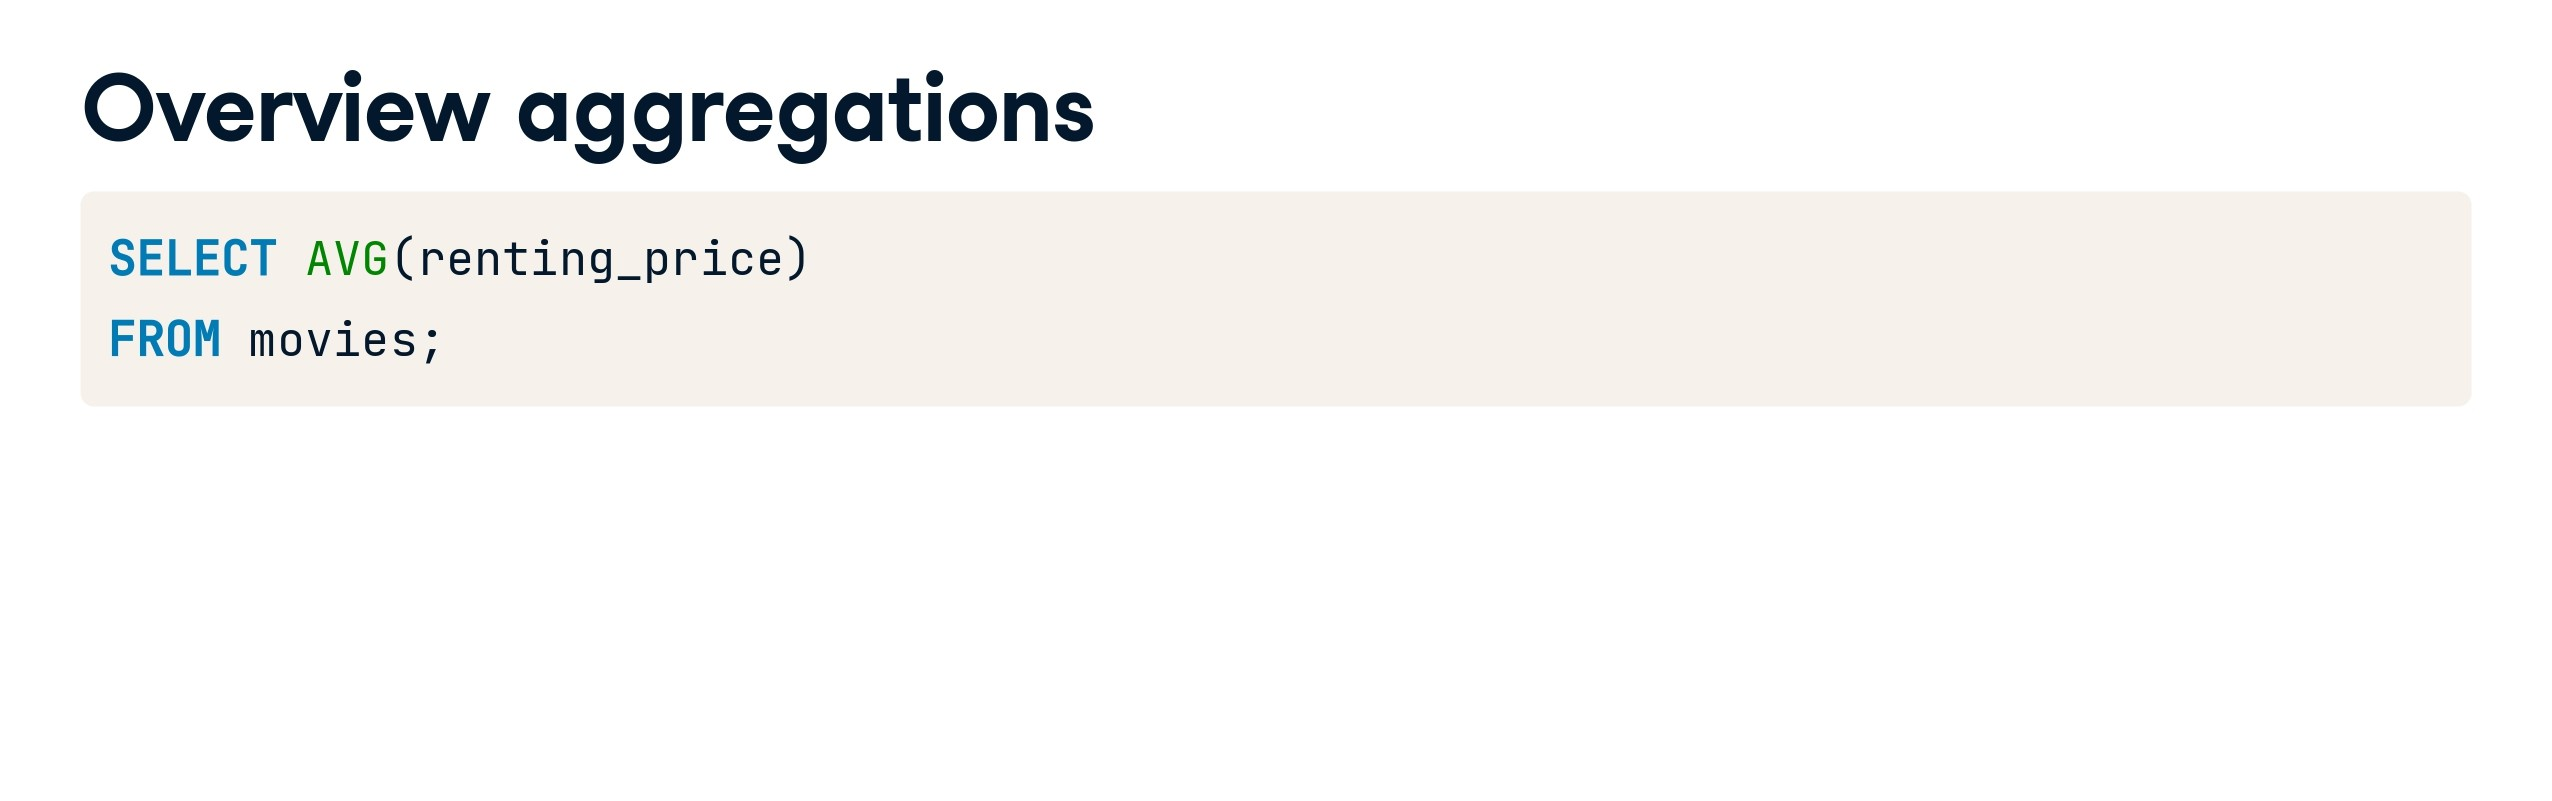 Overview aggregations
SELECT AVG(renting_price)
FROM movies;